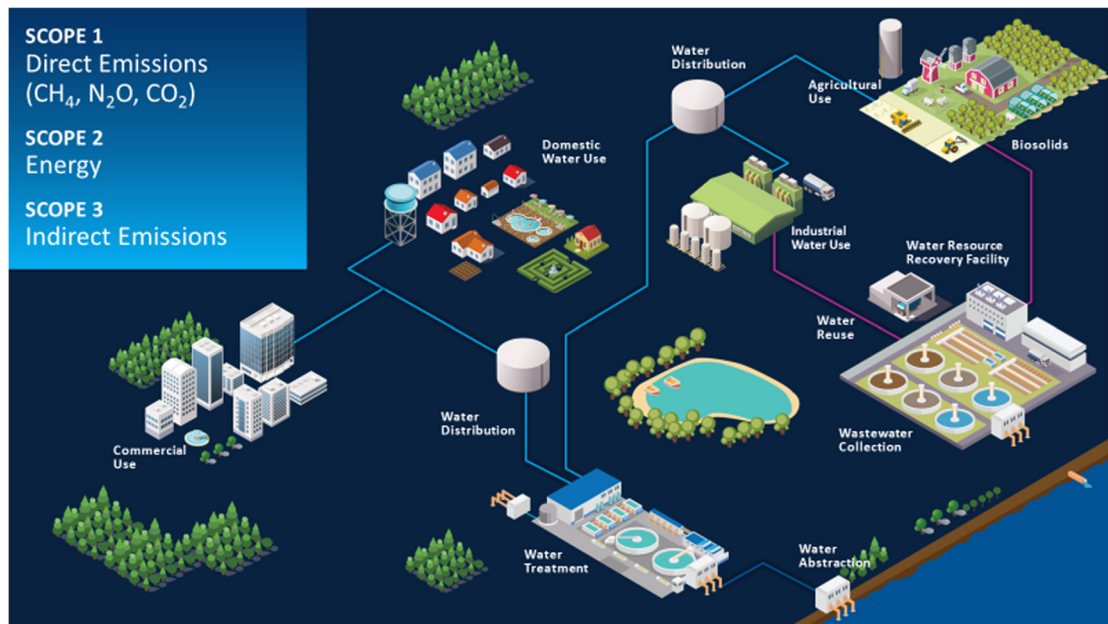 SCOPE 1
Direct Emissions
(CH₄, N₂O, CO₂)
SCOPE 2
Energy
SCOPE 3
Indirect Emissions
Water
Distribution
Agricultural
Use
Biosolids
Domestic
Water Use
Industrial
Water Use
Water Resource
Recovery Facility
Water
Reuse
Water
Distribution
Wastewater
Collection
Commercial
Use
Water
Treatment
Water
Abstraction